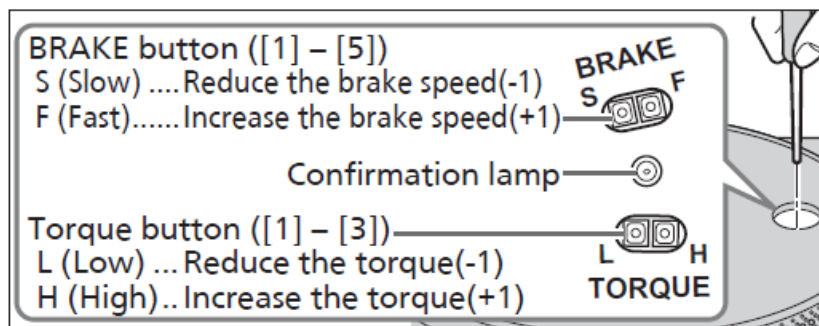 BRAKE button ([1] – [5])
S (Slow) ....Reduce the brake speed(-1)
F (Fast)......Increase the brake speed(+1)
BRAKE
S F
Confirmation lamp
Torque button ([1] – [3])
L (Low) ...Reduce the torque(-1)
H (High)..Increase the torque(+1)
L H
TORQUE